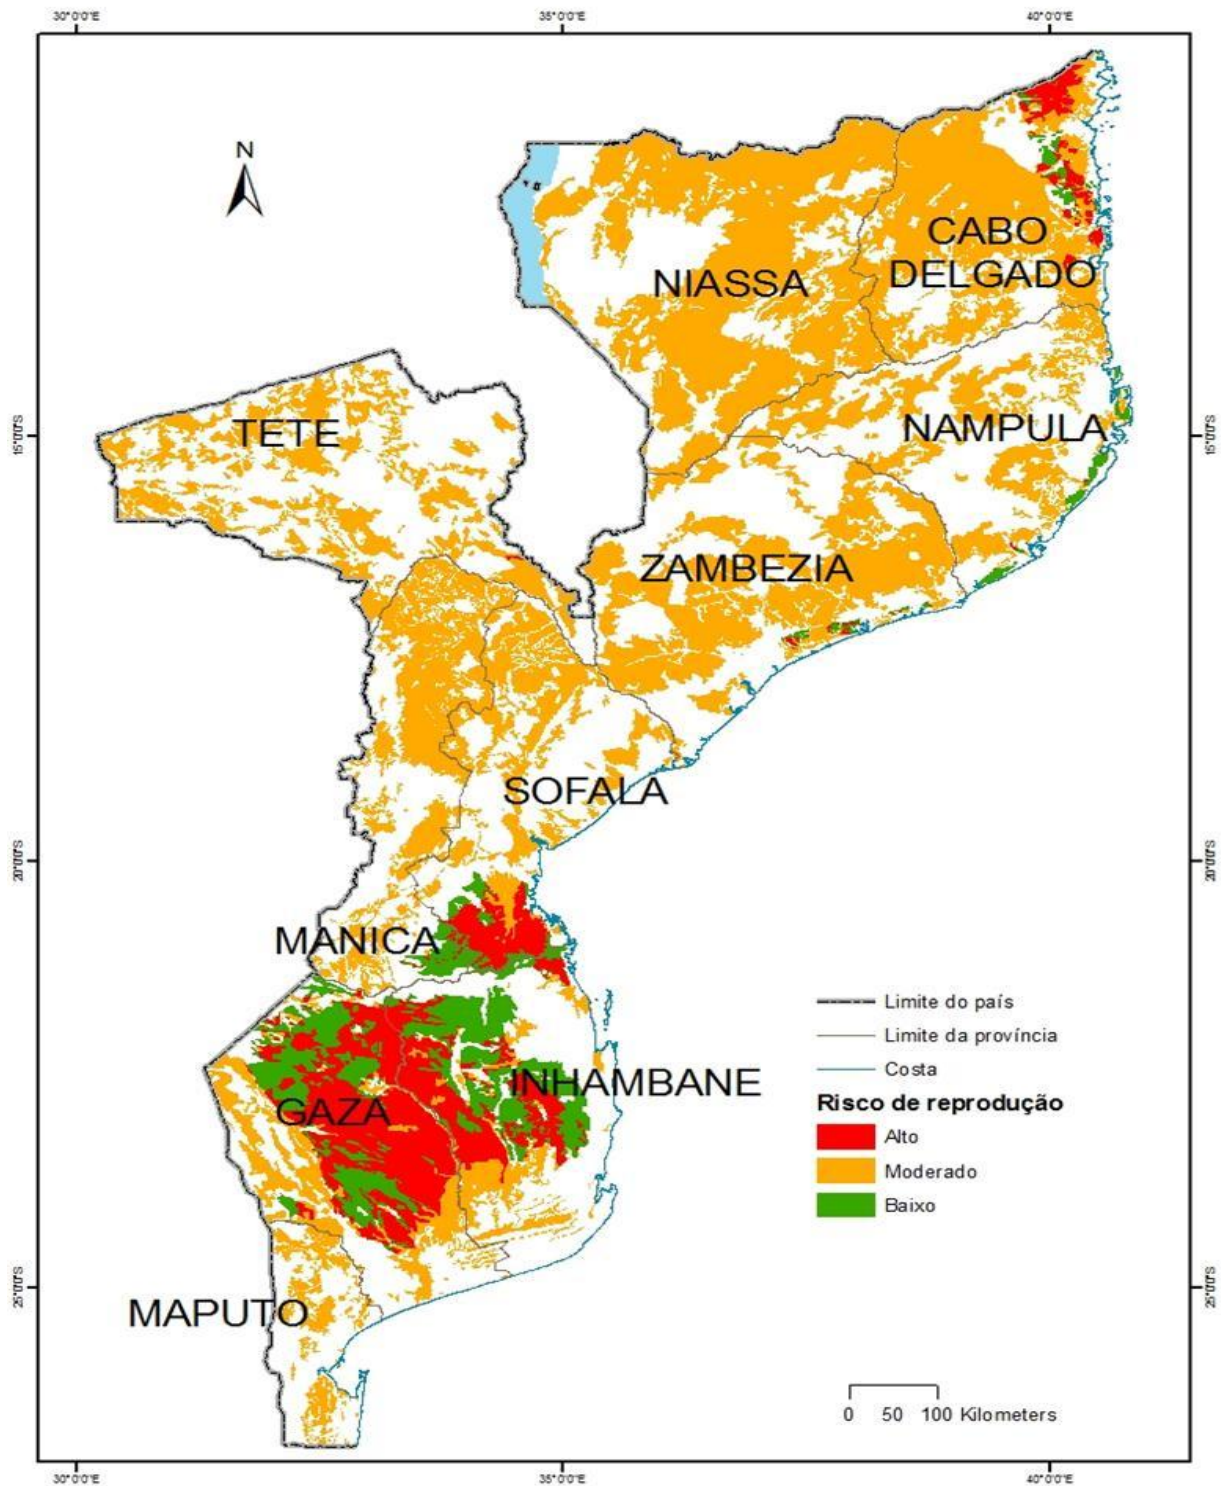 30°0'0"E 35°0'0"E 40°0'0"E
N
CABO
DELGADO
NIASSA
TETE
NAMPULA
15°0'0"S 15°0'0"S
ZAMBEZIA
SOFALA
20°0'0"S 20°0'0"S
MANICA
Limite do país
Limite da província
Costa
INHAMBANE
GAZA
Risco de reprodução
Alto
Moderado
Baixo
25°0'0"S 25°0'0"S
MAPUTO
0 50 100 Kilometers
30°0'0"E 35°0'0"E 40°0'0"E